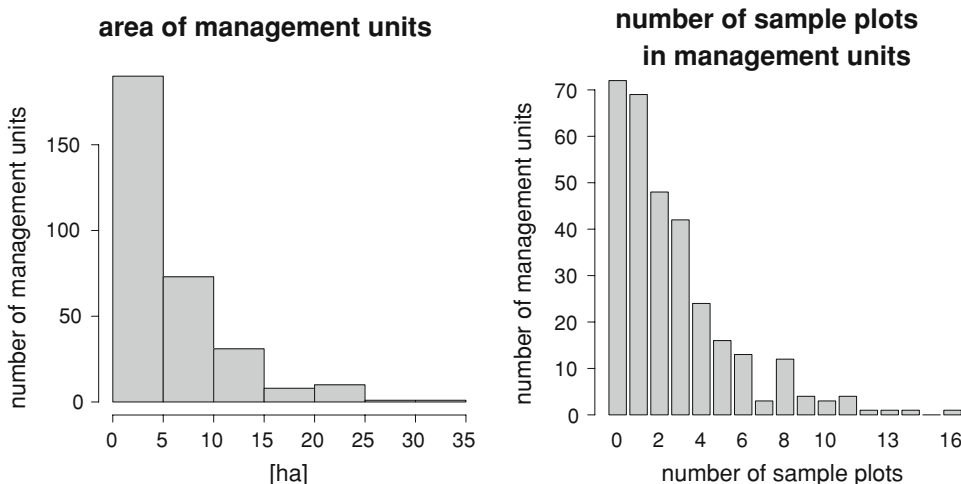 area of management units
number of management units
150
100
50
0
0 5 10 15 20 25 30 35
[ha]
number of sample plots
in management units
number of management units
70
60
50
40
30
20
10
0
0 2 4 6 8 10 13 16
number of sample plots